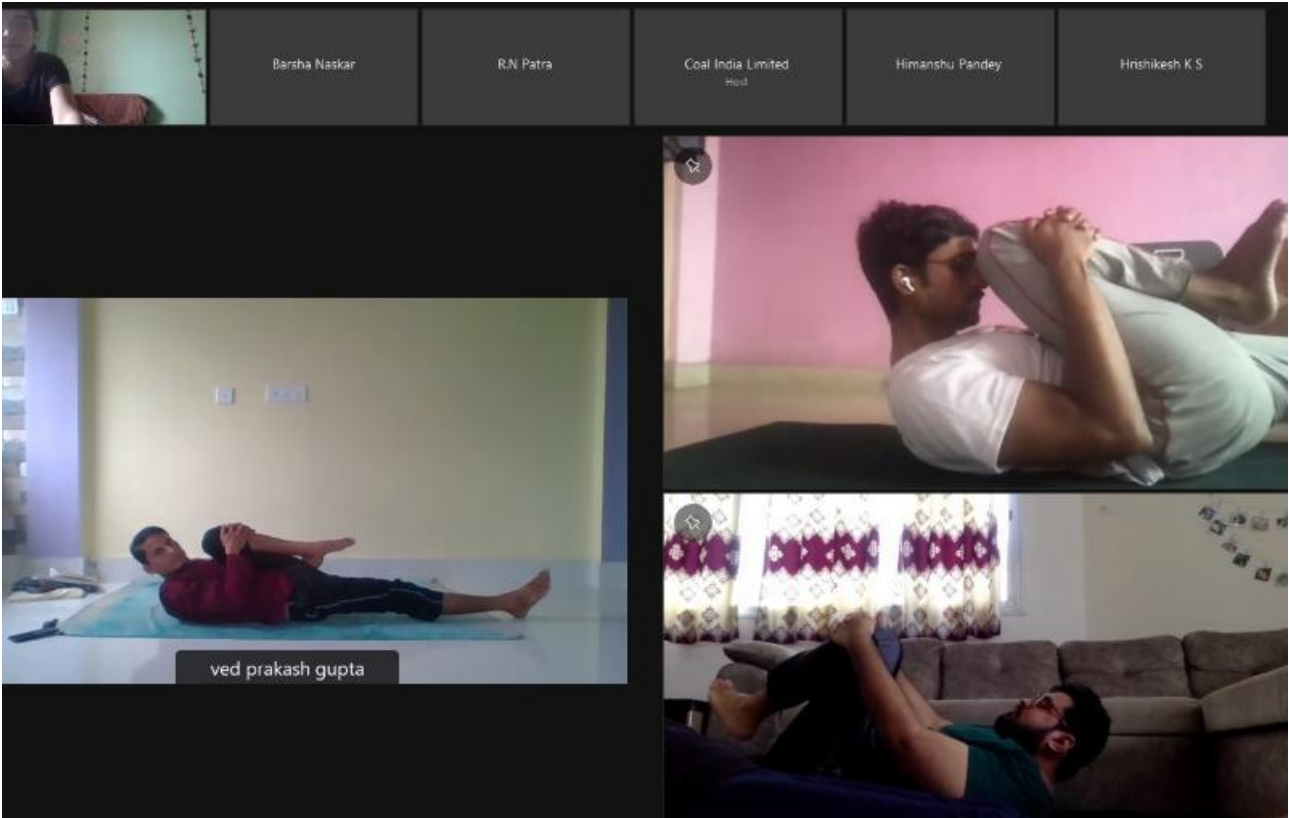 Barsha Naskar
R.N Patra
Coal India Limited
Host
Himanshu Pandey
Hrishikesh K S
ved prakash gupta